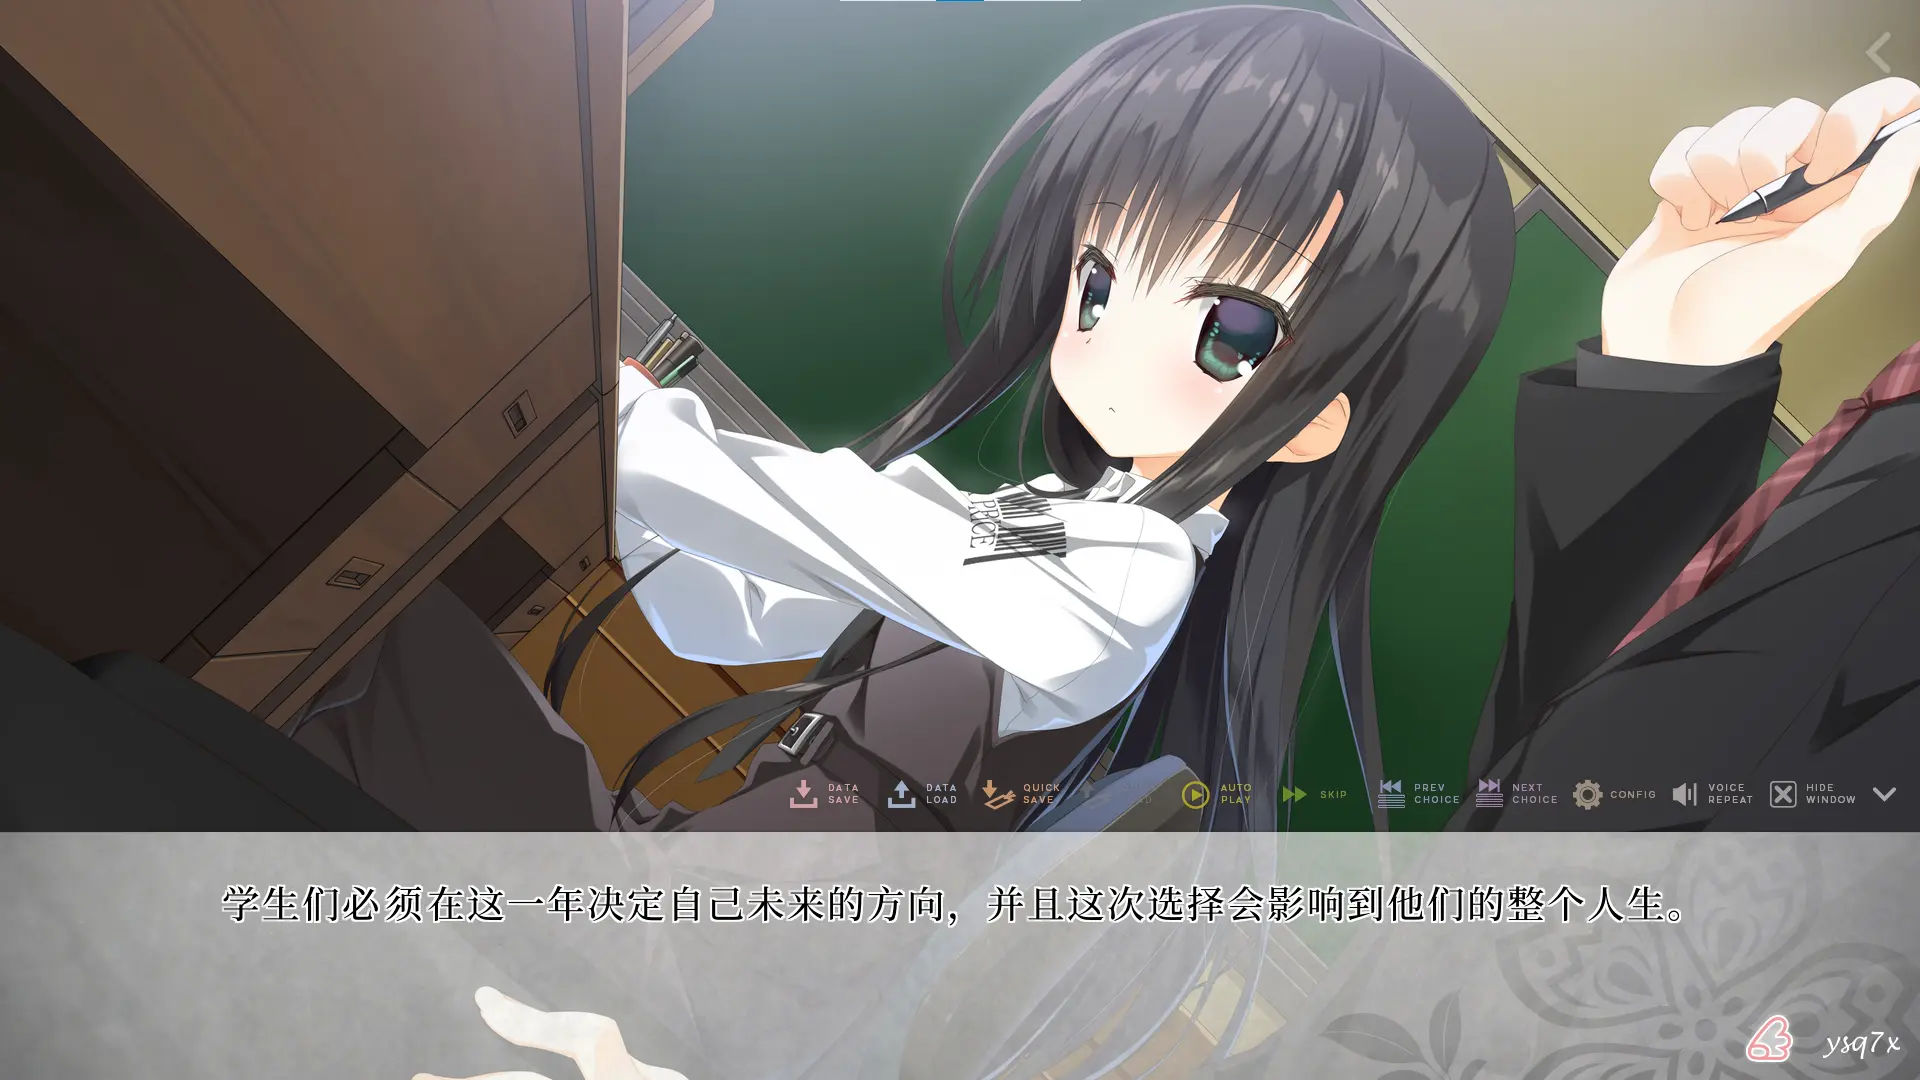 PRICE
DATA SAVE
DATA LOAD
QUICK SAVE
AUTO PLAY
SKIP
PREV CHOICE
NEXT CHOICE
CONFIG
VOICE REPEAT
HIDE WINDOW
学生们必须在这一年决定自己未来的方向，并且这次选择会影响到他们的整个人生。
ysq7x